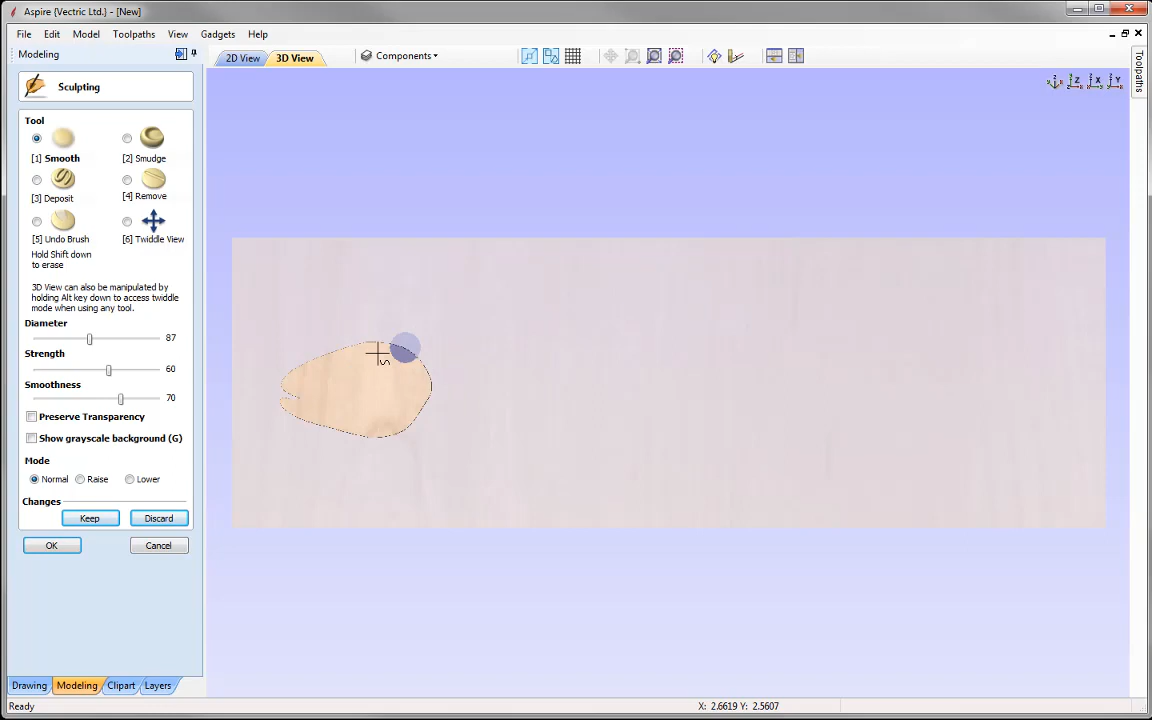 Aspire {Vectric Ltd.} - [New]
File Edit Model Toolpaths View Gadgets Help
Modeling
2D View 3D View Components
Sculpting
Tool
[1] Smooth [2] Smudge
[3] Deposit [4] Remove
[5] Undo Brush [6] Twiddle View
Hold Shift down
to erase
3D View can also be manipulated by
holding Alt key down to access twiddle
mode when using any tool.
Diameter
87
Strength
60
Smoothness
70
Preserve Transparency
Show grayscale background (G)
Mode
Normal Raise Lower
Changes
Keep Discard
OK Cancel
Drawing Modeling Clipart Layers
Ready X: 2.6619 Y: 2.5607
Toolpaths
Z X Y
S